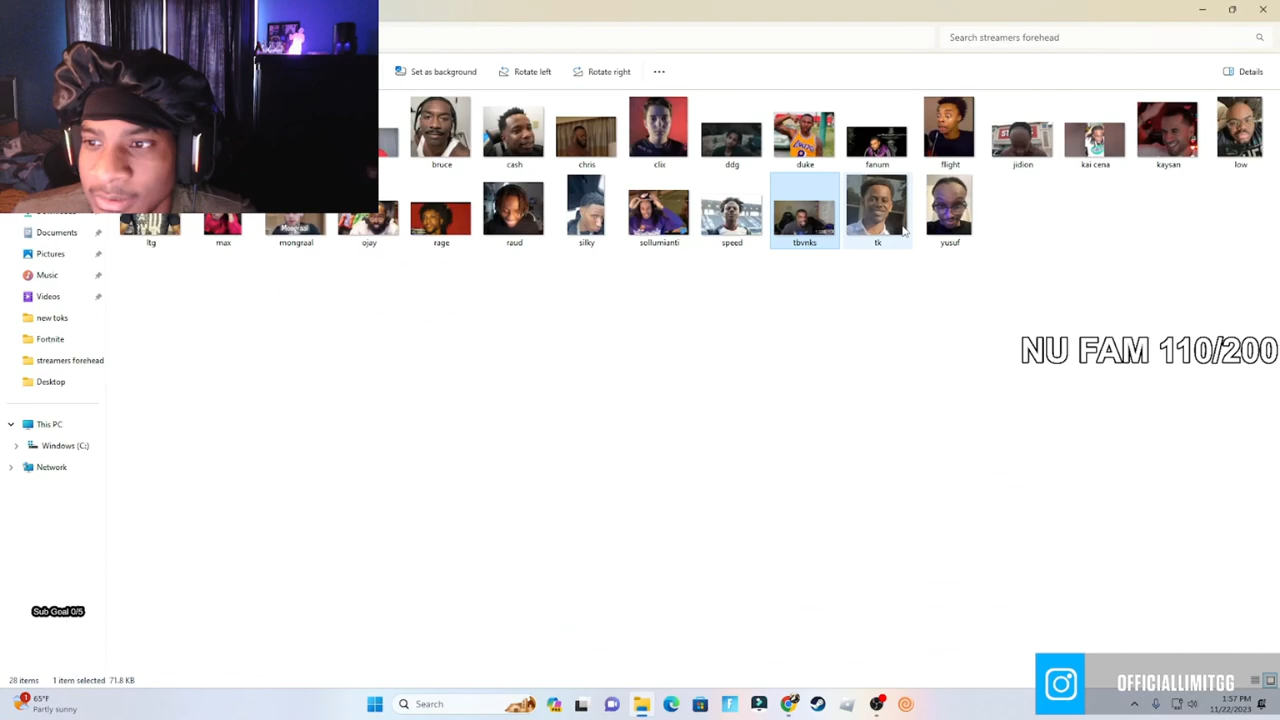 Search streamers forehead
Set as background
Rotate left
Rotate right
...
Details
bruce
cash
chris
clix
ddg
duke
fanum
flight
jidion
kai cena
kaysan
low
ltg
max
mongraal
ojay
rage
raud
silky
sollumianti
speed
tbvnks
tk
yusuf
Documents
Pictures
Music
Videos
new toks
Fortnite
streamers forehead
Desktop
This PC
Windows (C:)
Network
NU FAM 110/200
Sub Goal 0/5
28 items
1 item selected 71.8 KB
OFFICIALLIMITGG
1
65°F
Partly sunny
Search
1:57 PM
11/22/2023